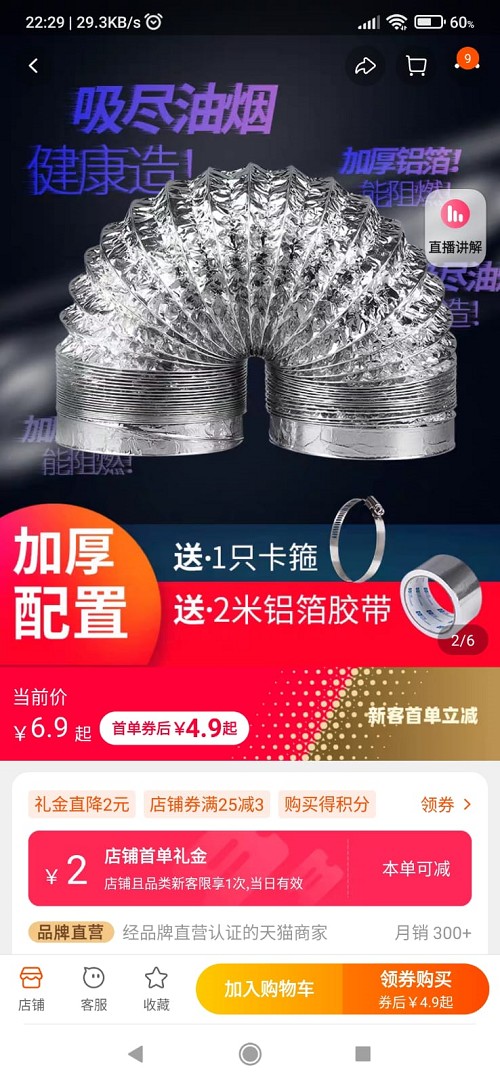 22:29 | 29.3KB/s
60%
9
吸尽油烟
健康造!
加厚铝箔!
能阻燃!
直播讲解
尽油烟
造!
加
能阻燃!
加厚
配置
送·1只卡箍
送·2米铝箔胶带
2/6
当前价
￥6.9 起
首单券后￥4.9起
新客首单立减
礼金直降2元
店铺券满25减3
购买得积分
领券 >
￥2
店铺首单礼金
店铺且品类新客限享1次,当日有效
本单可减
品牌直营
经品牌直营认证的天猫商家
月销 300+
店铺
客服
收藏
加入购物车
领券购买
券后￥4.9起